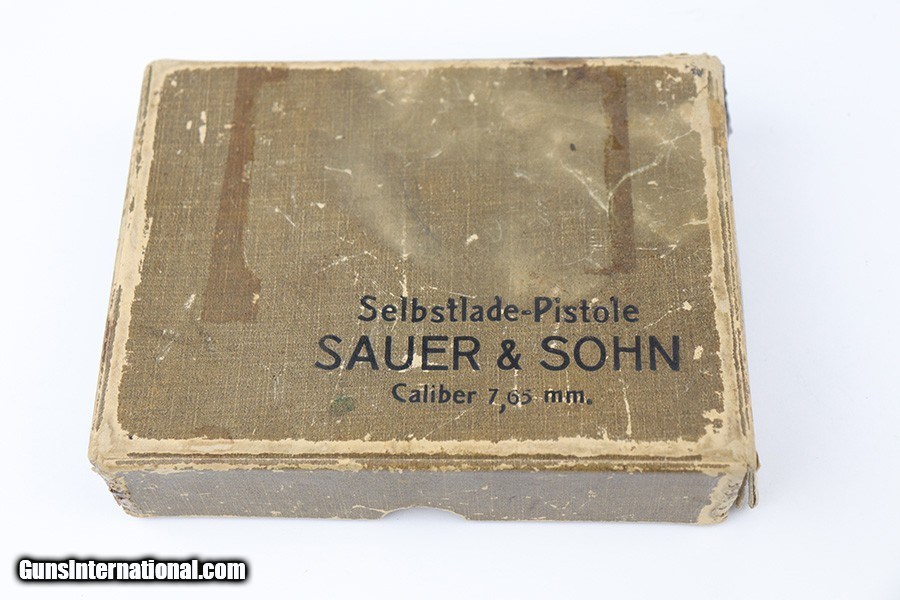 Selbstlade-Pistole
SAUER & SOHN
Caliber 7,65 mm.
GunsInternational.com